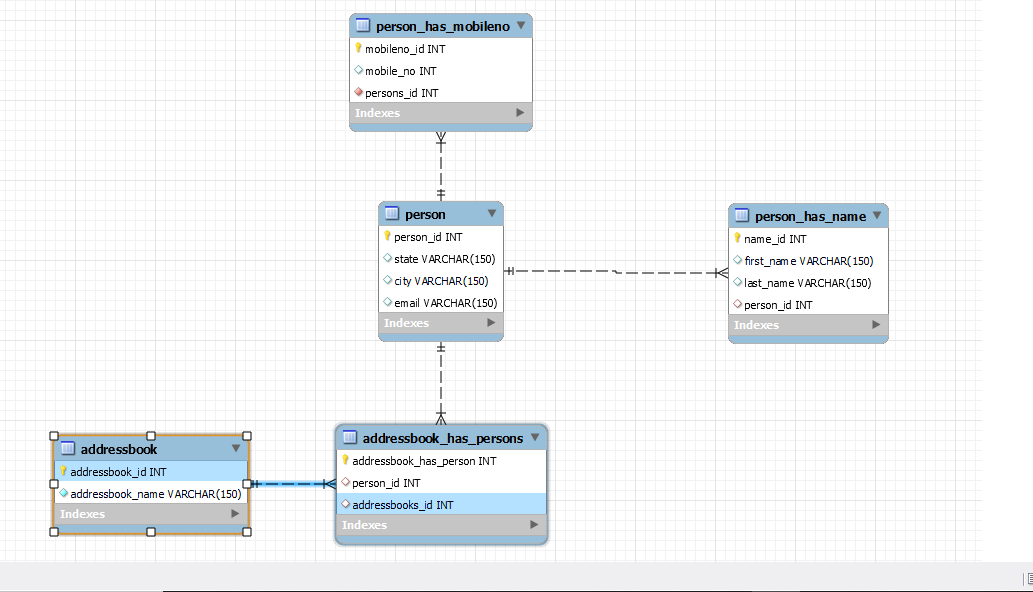 person_has_mobileno
mobileno_id INT
mobile_no INT
persons_id INT
Indexes
person
person_id INT
state VARCHAR(150)
city VARCHAR(150)
email VARCHAR(150)
Indexes
person_has_name
name_id INT
first_name VARCHAR(150)
last_name VARCHAR(150)
person_id INT
Indexes
addressbook
addressbook_id INT
addressbook_name VARCHAR(150)
Indexes
addressbook_has_persons
addressbook_has_person INT
person_id INT
addressbooks_id INT
Indexes